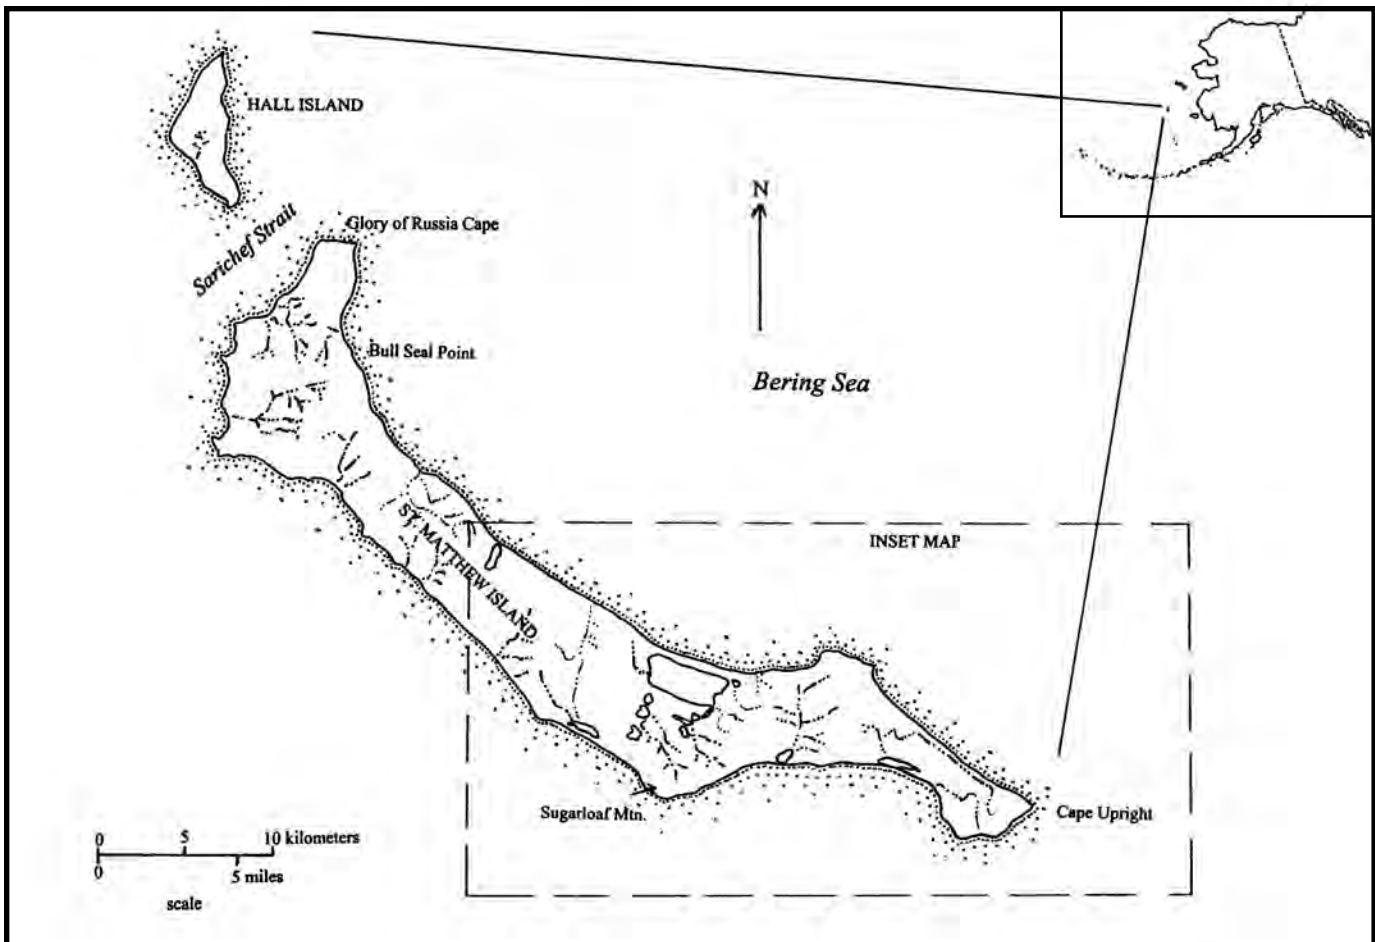 HALL ISLAND
N
Glory of Russia Cape
Sarichef Strait
Bull Seal Point
Bering Sea
ST. MATTHEW ISLAND
INSET MAP
Sugarloaf Mtn.
Cape Upright
0 5 10 kilometers
0 5 miles
scale